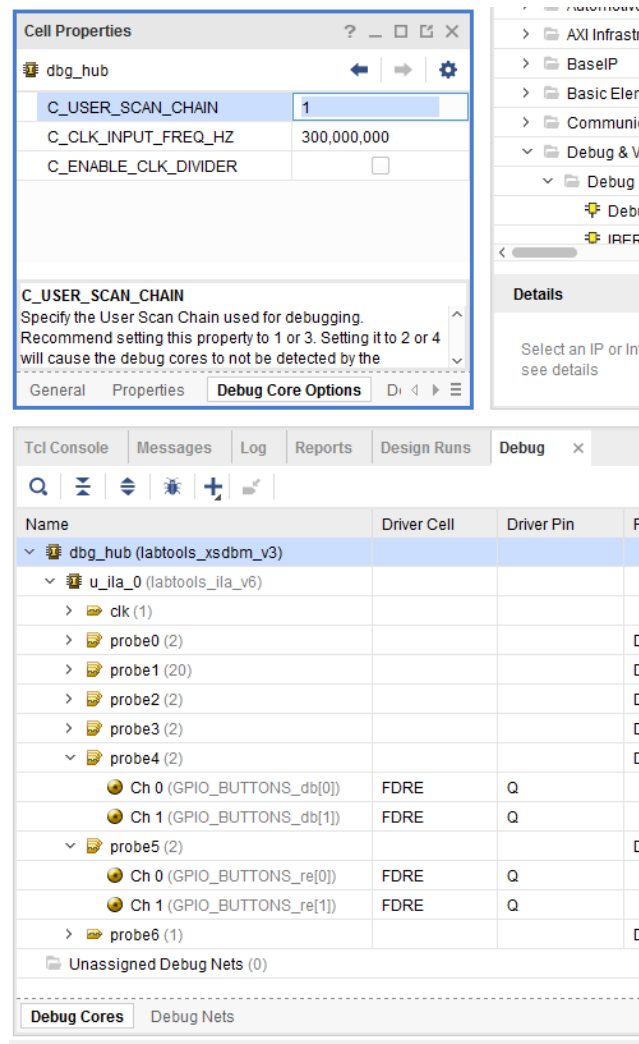 Cell Properties
dbg_hub
C_USER_SCAN_CHAIN 1
C_CLK_INPUT_FREQ_HZ 300,000,000
C_ENABLE_CLK_DIVIDER
C_USER_SCAN_CHAIN
Specify the User Scan Chain used for debugging.
Recommend setting this property to 1 or 3. Setting it to 2 or 4
will cause the debug cores to not be detected by the
General Properties Debug Core Options
AXI Infrast
BaseIP
Basic Eler
Communi
Debug & V
Debug
Deb
Details
Select an IP or In
see details
Tcl Console Messages Log Reports Design Runs Debug
Name Driver Cell Driver Pin
dbg_hub (labtools_xsdbm_v3)
u_ila_0 (labtools_ila_v6)
clk (1)
probe0 (2)
probe1 (20)
probe2 (2)
probe3 (2)
probe4 (2)
Ch 0 (GPIO_BUTTONS_db[0]) FDRE Q
Ch 1 (GPIO_BUTTONS_db[1]) FDRE Q
probe5 (2)
Ch 0 (GPIO_BUTTONS_re[0]) FDRE Q
Ch 1 (GPIO_BUTTONS_re[1]) FDRE Q
probe6 (1)
Unassigned Debug Nets (0)
Debug Cores Debug Nets